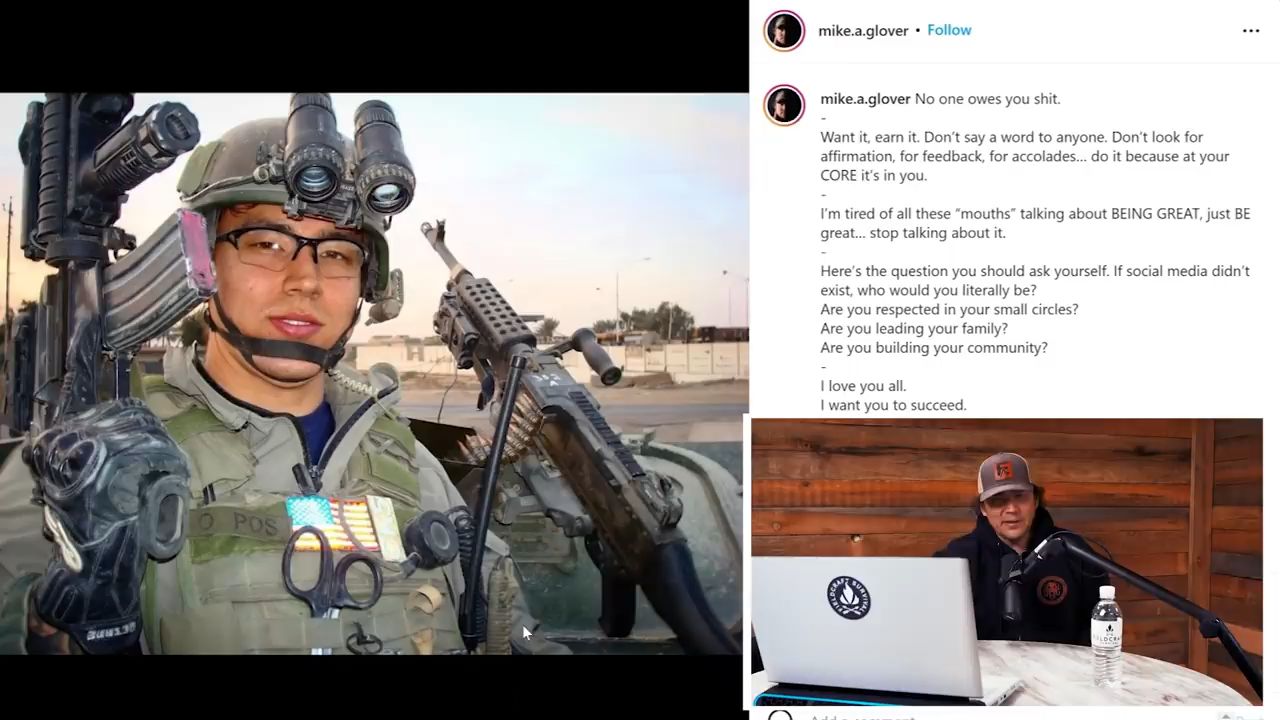 mike.a.glover • Follow
mike.a.glover No one owes you shit.
-
Want it, earn it. Don't say a word to anyone. Don't look for
affirmation, for feedback, for accolades... do it because at your
CORE it's in you.
-
I'm tired of all these “mouths” talking about BEING GREAT, just BE
great... stop talking about it.
-
Here's the question you should ask yourself. If social media didn't
exist, who would you literally be?
Are you respected in your small circles?
Are you leading your family?
Are you building your community?
-
I love you all.
I want you to succeed.
O POS
FIELDCRAFT SURVIVAL
Add a comment